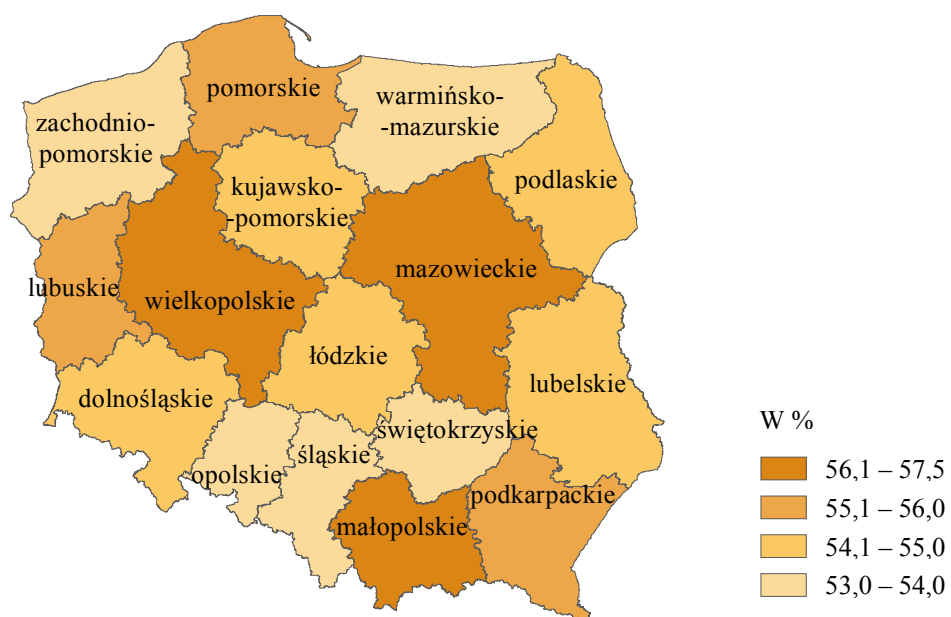 pomorskie
warmińsko-
-mazurskie
zachodnio-
pomorskie
podlaskie
kujawsko-
-pomorskie
mazowieckie
lubuskie
wielkopolskie
łódzkie
lubelskie
dolnośląskie
świętokrzyskie
śląskie
opolskie
podkarpackie
małopolskie
W %
56,1 – 57,5
55,1 – 56,0
54,1 – 55,0
53,0 – 54,0